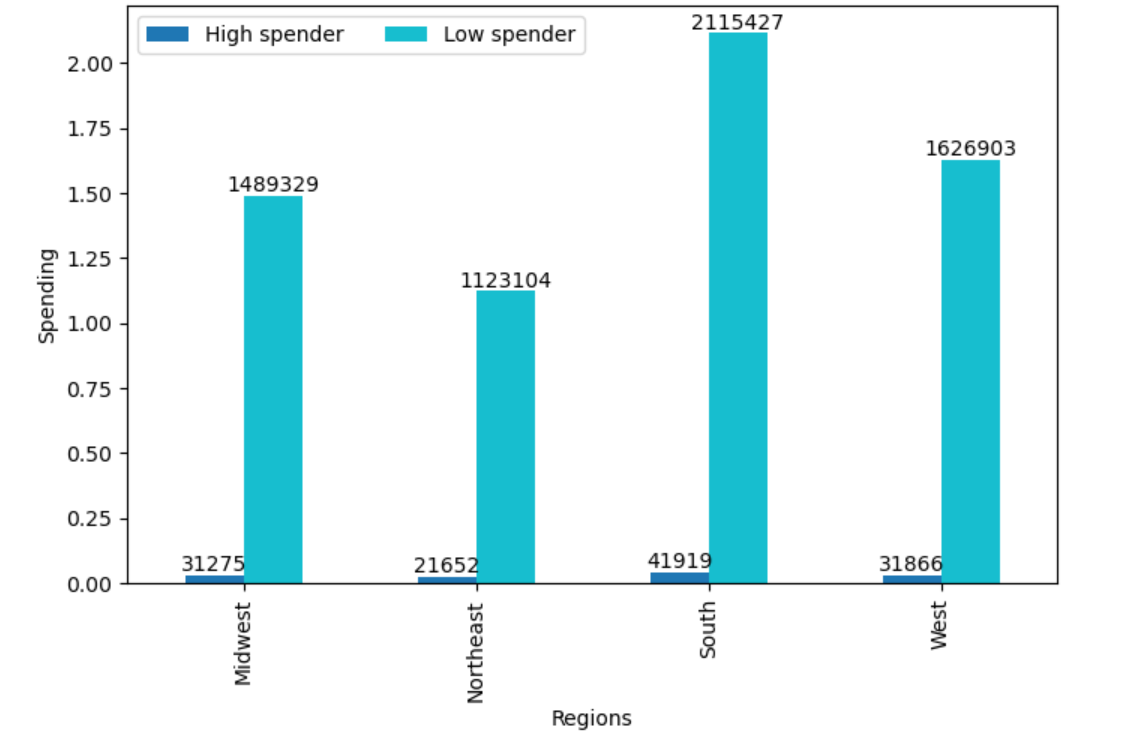 High spender Low spender
2115427
2.00
1.75
1626903
1489329
1.50
1.25
1123104
1.00
0.75
0.50
0.25
31275 21652 41919 31866
0.00
Spending
Midwest Northeast South West
Regions